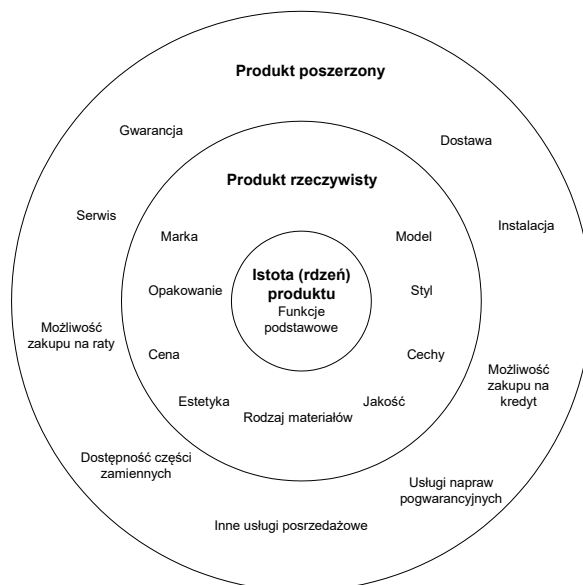 Produkt poszerzony
Gwarancja
Dostawa
Produkt rzeczywisty
Serwis
Instalacja
Marka
Model
Istota (rdzeń)
produktu
Funkcje
podstawowe
Opakowanie
Styl
Możliwość
zakupu na raty
Cena
Cechy
Możliwość
zakupu na
kredyt
Estetyka
Rodzaj materiałów
Jakość
Dostępność części
zamiennych
Usługi napraw
pogwarancyjnych
Inne usługi posrzedażowe